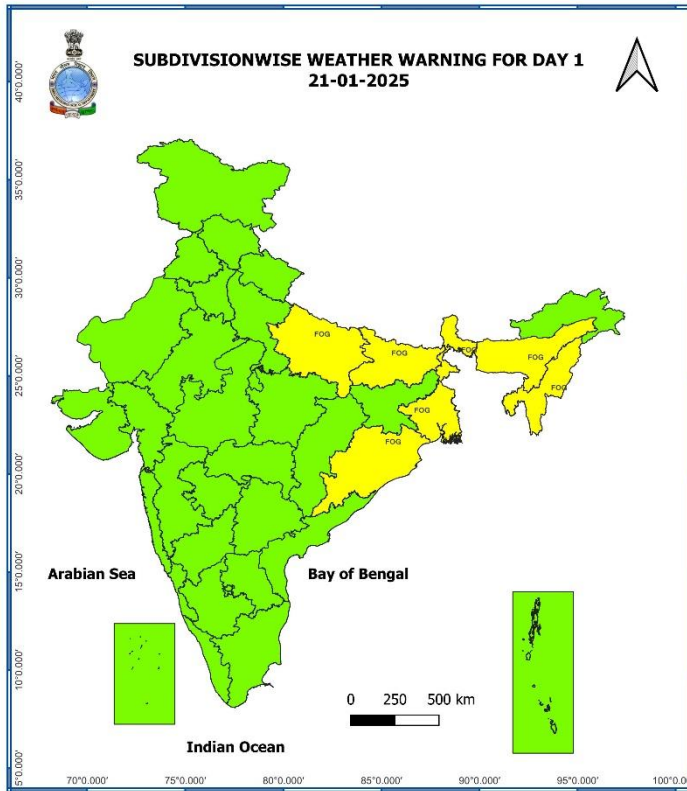 SUBDIVISIONWISE WEATHER WARNING FOR DAY 1
21-01-2025
40°0.000'
35°0.000'
30°0.000'
25°0.000'
20°0.000'
15°0.000'
10°0.000'
5°0.000'
FOG
FOG
FOG
FOG
FOG
FOG
FOG
Arabian Sea
Bay of Bengal
Indian Ocean
0 250 500 km
70°0.000' 75°0.000' 80°0.000' 85°0.000' 90°0.000' 95°0.000' 100°0.00